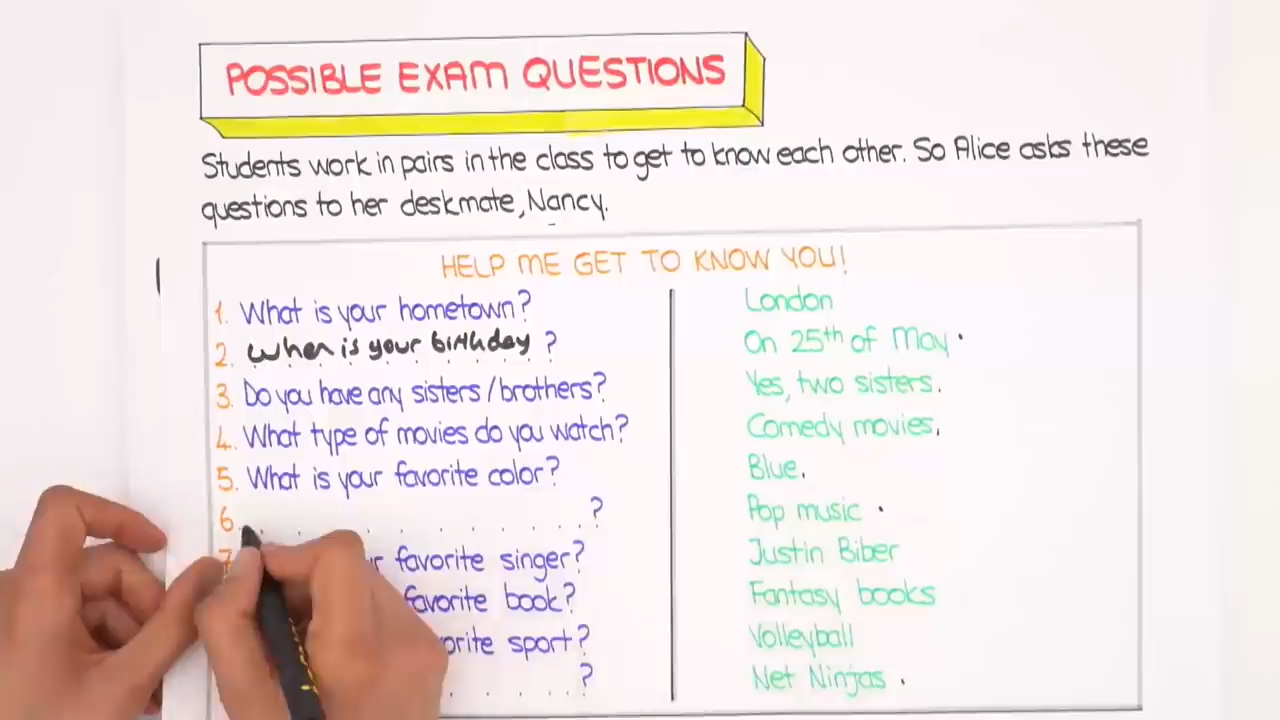 POSSIBLE EXAM QUESTIONS
Students work in pairs in the class to get to know each other. So Alice asks these
questions to her deskmate, Nancy.
HELP ME GET TO KNOW YOU!
1. What is your hometown?
2. When is your birthday ?
3. Do you have any sisters/brothers?
4. What type of movies do you watch?
5. What is your favorite color?
6. . . . . . . . . . ?
7 favorite singer?
favorite book?
sport?
. . . . ?
London
On 25th of May.
Yes, two sisters.
Comedy movies.
Blue.
Pop music .
Justin Biber
Fantasy books
Volleyball
Net Ninjas .